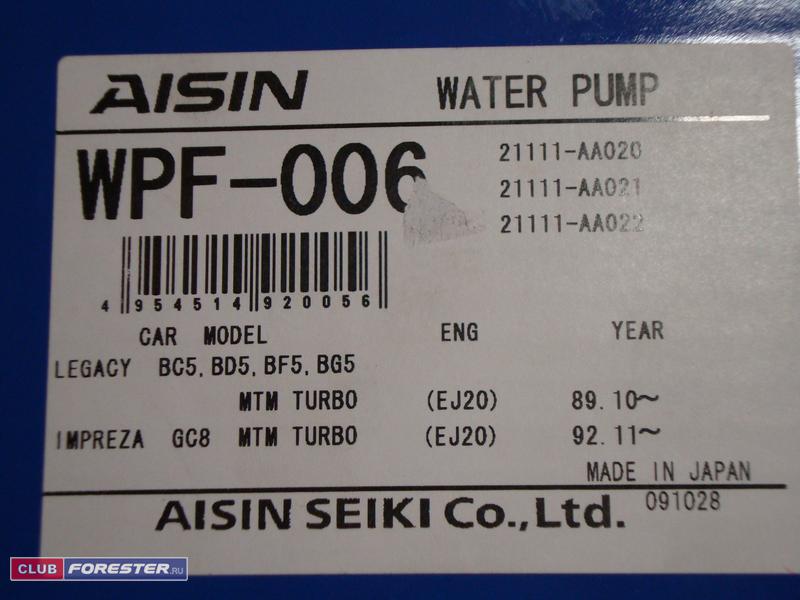 AISIN WATER PUMP
WPF-006
21111-AA020
21111-AA021
21111-AA022
4 954514 920056
CAR MODEL ENG YEAR
LEGACY BC5, BD5, BF5, BG5
MTM TURBO (EJ20) 89. 10~
IMPREZA GC8 MTM TURBO (EJ20) 92. 11~
MADE IN JAPAN
AISIN SEIKI Co., Ltd. 091028
CLUB FORESTER.RU